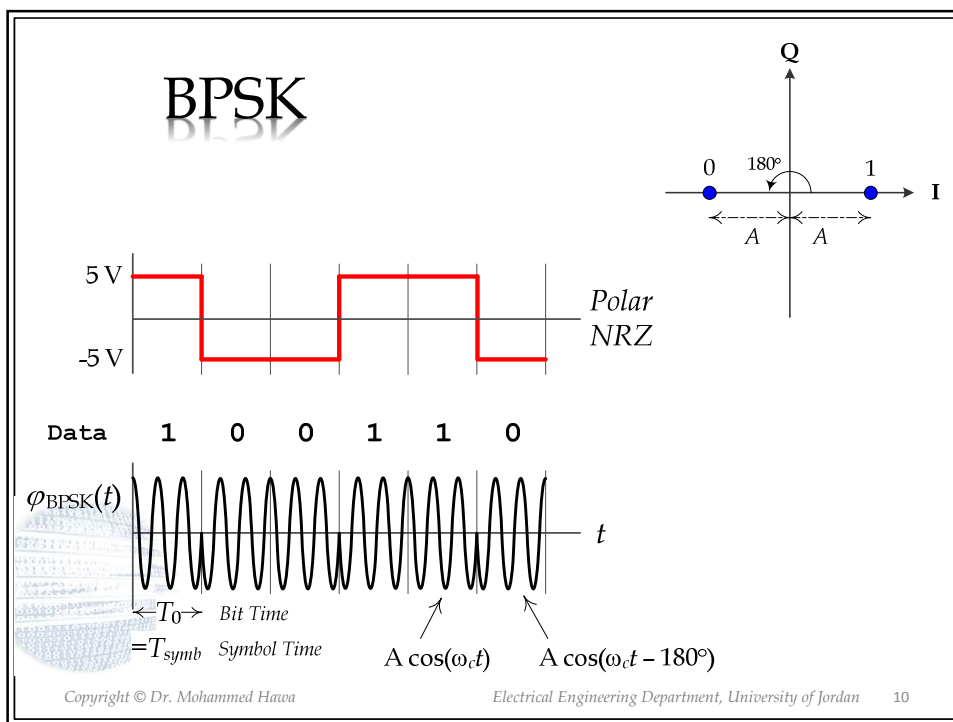 BPSK
Q
0 180° 1
I
A A
5 V
-5 V
Polar
NRZ
Data 1 0 0 1 1 0
φBPSK(t)
t
T0 Bit Time
=Tsymb Symbol Time
A cos(ωct) A cos(ωct – 180°)
Copyright © Dr. Mohammed Hawa Electrical Engineering Department, University of Jordan 10